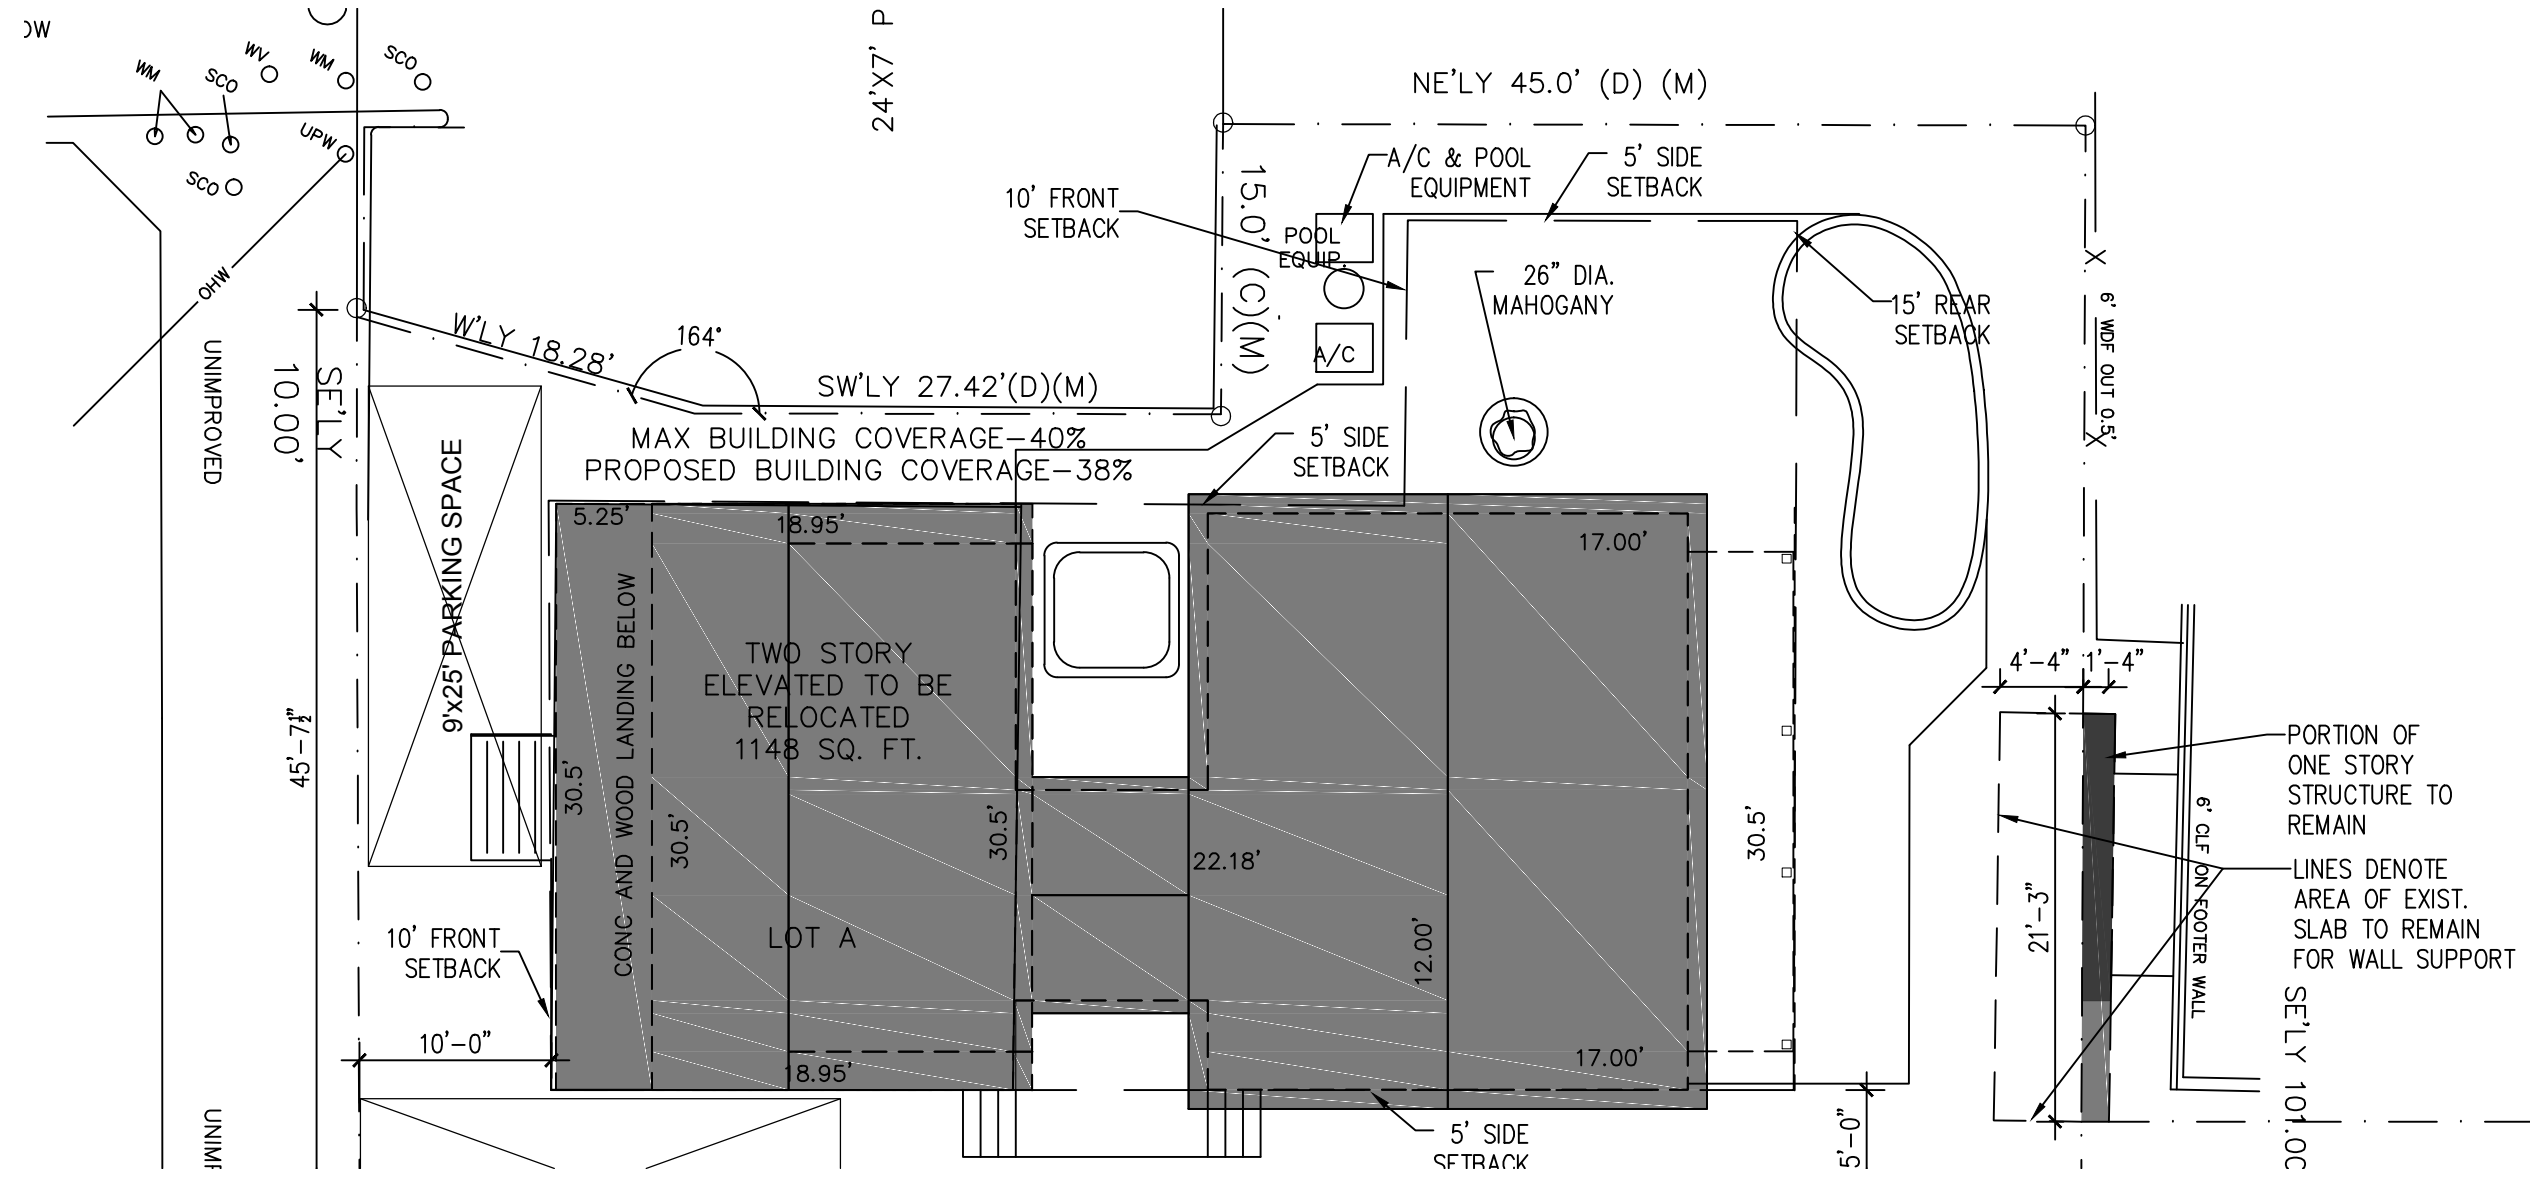 OW
WM
SCO
WV
WM
SCO
UPW
SCO
OHW
24'X7' P
NE'LY 45.0' (D) (M)
A/C & POOL
EQUIPMENT
5' SIDE
SETBACK
10' FRONT
SETBACK
15.0' (C)(M)
POOL
EQUIP.
A/C
26" DIA.
MAHOGANY
15' REAR
SETBACK
X
6' WDF OUT 0.5'
X
W'LY 18.28'
164°
SW'LY 27.42'(D)(M)
MAX BUILDING COVERAGE-40%
PROPOSED BUILDING COVERAGE-38%
5' SIDE
SETBACK
UNIMPROVED
SE'LY
10.00'
9'x25' PARKING SPACE
45'-7½"
5.25'
18.95'
17.00'
CONC AND WOOD LANDING BELOW
TWO STORY
ELEVATED TO BE
RELOCATED
1148 SQ. FT.
30.5'
30.5'
30.5'
22.18'
30.5'
12.00'
LOT A
10' FRONT
SETBACK
10'-0"
18.95'
17.00'
5' SIDE
SETBACK
5'-0"
4'-4"
1'-4"
21'-3"
PORTION OF
ONE STORY
STRUCTURE TO
REMAIN
LINES DENOTE
AREA OF EXIST.
SLAB TO REMAIN
FOR WALL SUPPORT
6' CLF ON FOOTER WALL
SE'LY 101.00
UNIMP